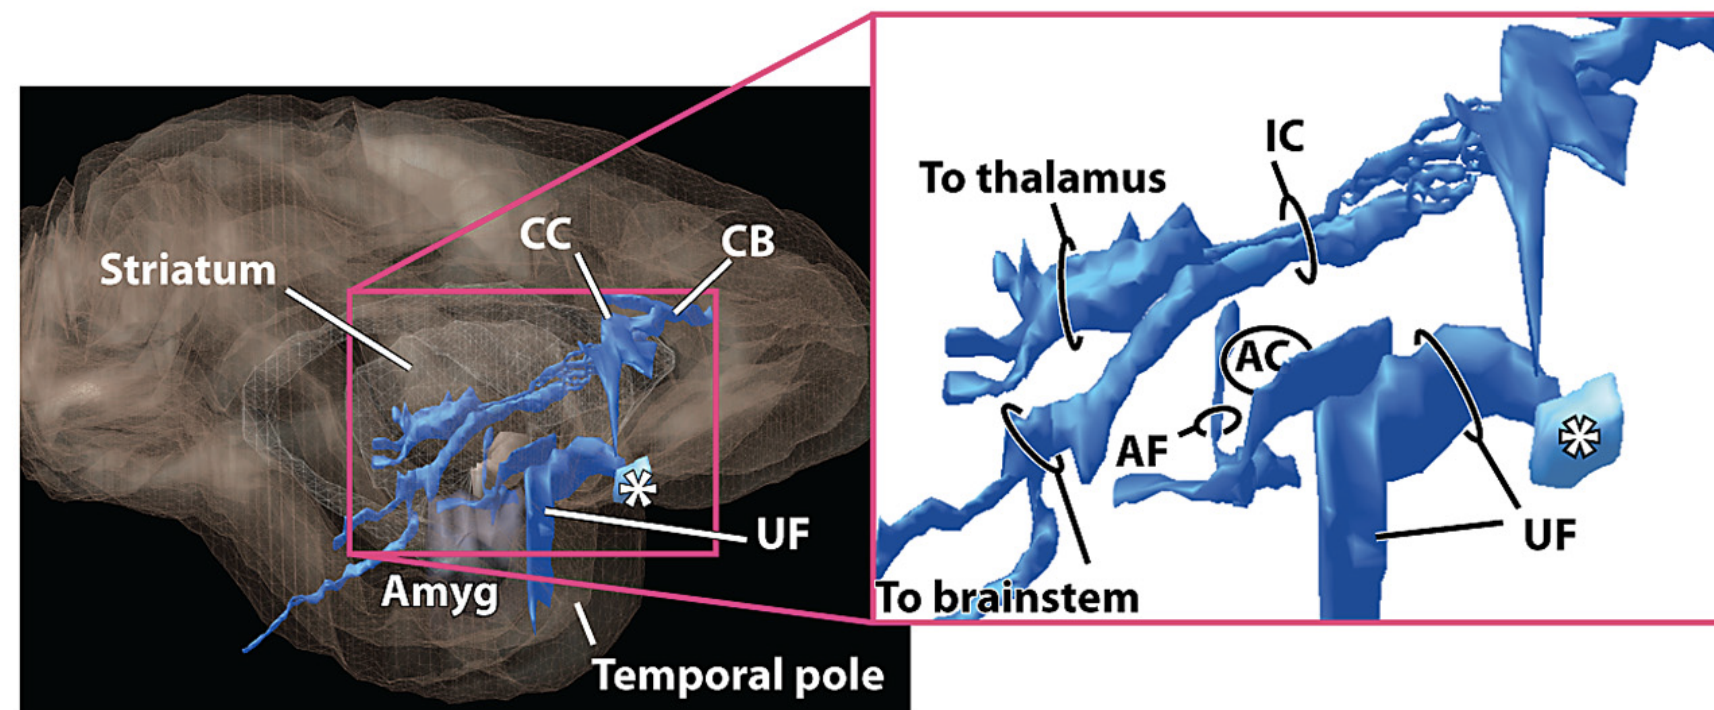 Striatum
CC
CB
*
UF
Amyg
Temporal pole
To thalamus
IC
AC
AF
*
UF
To brainstem